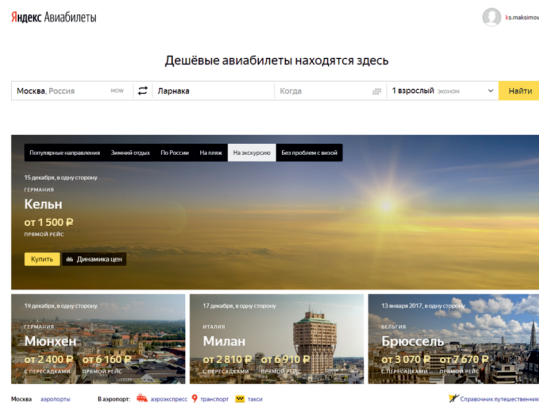 Яндекс Авиабилеты
ks.maksimov
Дешёвые авиабилеты находятся здесь
Москва, Россия MOW Ларнака Когда 1 взрослый эконом Найти
Популярные направления Зимний отдых По России На пляж На экскурсию Без проблем с визой
15 декабря, в одну сторону
ГЕРМАНИЯ
Кельн
от 1 500 ₽
ПРЯМОЙ РЕЙС
Купить Динамика цен
19 декабря, в одну сторону
ГЕРМАНИЯ
Мюнхен
от 2 400 ₽ от 6 160 ₽
С ПЕРЕСАДКАМИ ПРЯМОЙ РЕЙС
17 декабря, в одну сторону
ИТАЛИЯ
Милан
от 2 810 ₽ от 6 910 ₽
С ПЕРЕСАДКАМИ ПРЯМОЙ РЕЙС
13 января 2017, в одну сторону
БЕЛЬГИЯ
Брюссель
от 3 070 ₽ от 7 670 ₽
С ПЕРЕСАДКАМИ ПРЯМОЙ РЕЙС
Москва аэропорты В аэропорт: аэроэкспресс транспорт такси Справочник путешественника